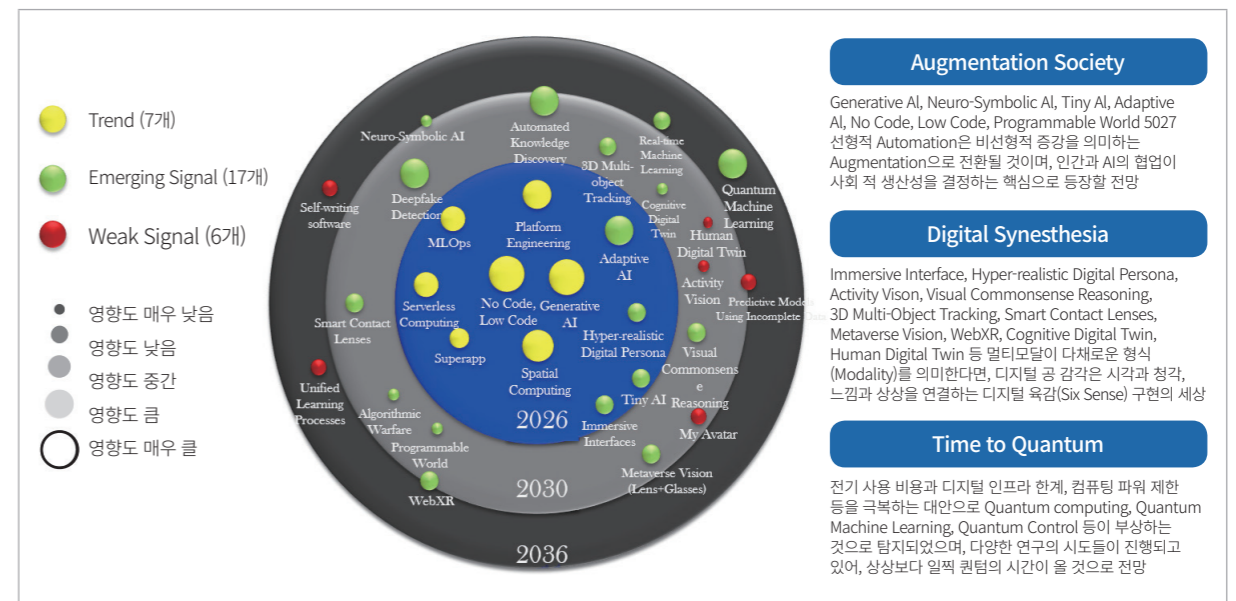 Trend (7개)
Emerging Signal (17개)
Weak Signal (6개)
영향도 매우 낮음
영향도 낮음
영향도 중간
영향도 큼
영향도 매우 클
Neuro-Symbolic AI
Automated
Knowledge
Discovery
Real-time
Machine
Learning
3D Multi-
object
Tracking
Quantum
Machine
Learning
Self-writing
software
Deepfake
Detection
Cognitive
Digital
Twin
MLOps
Platform
Engineering
Adaptive
AI
Human
Digital Twin
Activity
Vision
Predictive Models
Using Incomplete Data
Smart Contact
Lenses
Serverless
Computing
No Code,
Low Code
Generative
AI
Hyper-realistic
Digital Persona
Visual
Commonsens
e
Reasoning
Superapp
Spatial
Computing
Unified
Learning
Processes
Tiny AI
Algorithmic
Warfare
Immersive
Interfaces
My Avatar
Programmable
World
Metaverse Vision
(Lens+Glasses)
WebXR
2026
2030
2036
Augmentation Society
Generative Al, Neuro-Symbolic Al, Tiny Al, Adaptive
Al, No Code, Low Code, Programmable World 5027
선형적 Automation은 비선형적 증강을 의미하는
Augmentation으로 전환될 것이며, 인간과 AI의 협업이
사회 적 생산성을 결정하는 핵심으로 등장할 전망
Digital Synesthesia
Immersive Interface, Hyper-realistic Digital Persona,
Activity Vison, Visual Commonsense Reasoning,
3D Multi-Object Tracking, Smart Contact Lenses,
Metaverse Vision, WebXR, Cognitive Digital Twin,
Human Digital Twin 등 멀티모달이 다채로운 형식
(Modality)를 의미한다면, 디지털 공 감각은 시각과 청각,
느낌과 상상을 연결하는 디지털 육감(Six Sense) 구현의 세상
Time to Quantum
전기 사용 비용과 디지털 인프라 한계, 컴퓨팅 파워 제한
등을 극복하는 대안으로 Quantum computing, Quantum
Machine Learning, Quantum Control 등이 부상하는
것으로 탐지되었으며, 다양한 연구의 시도들이 진행되고
있어, 상상보다 일찍 퀀텀의 시간이 올 것으로 전망